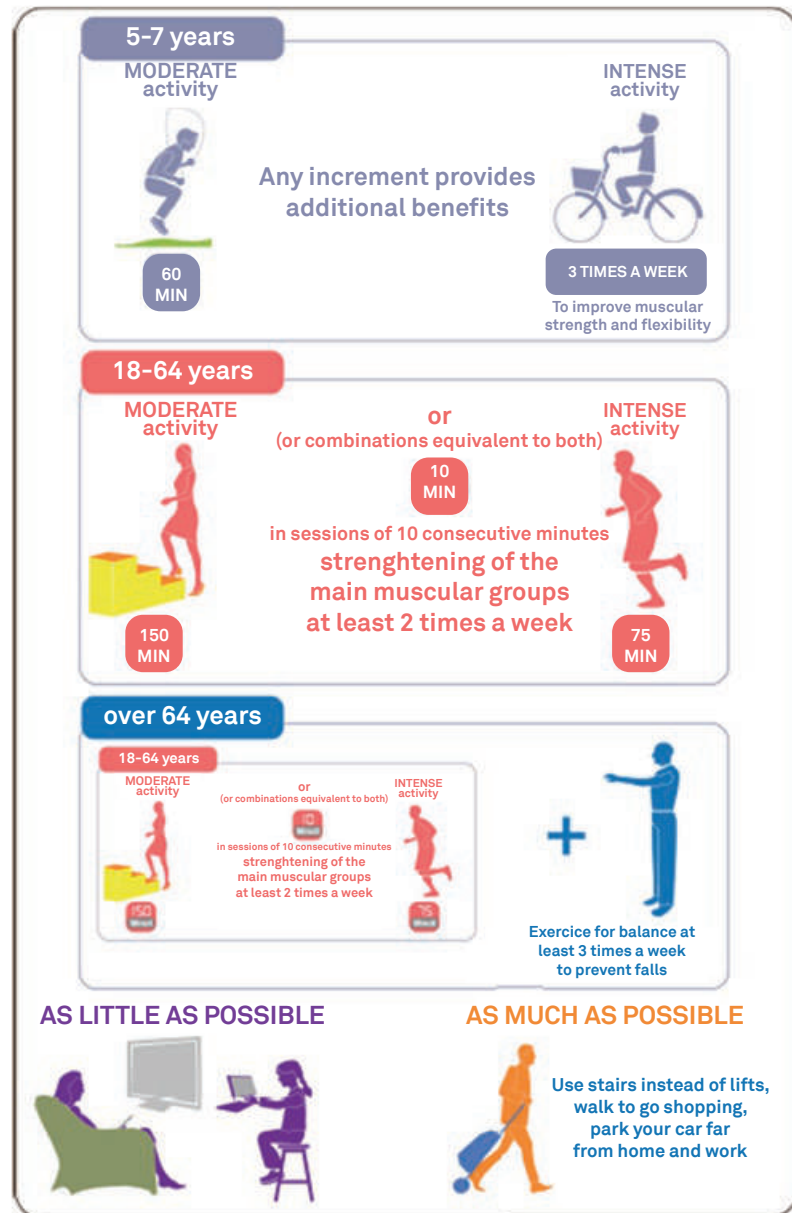 5-7 years
MODERATE
activity
INTENSE
activity
Any increment provides
additional benefits
60
MIN
3 TIMES A WEEK
To improve muscular
strength and flexibility
18-64 years
MODERATE
activity
or
(or combinations equivalent to both)
10
MIN
in sessions of 10 consecutive minutes
strenghtening of the
main muscular groups
at least 2 times a week
INTENSE
activity
150
MIN
75
MIN
over 64 years
18-64 years
MODERATE
activity
or
(or combinations equivalent to both)
10
in sessions of 10 consecutive minutes
strenghtening of the
main muscular groups
at least 2 times a week
INTENSE
activity
150
75
+
Exercice for balance at
least 3 times a week
to prevent falls
AS LITTLE AS POSSIBLE
AS MUCH AS POSSIBLE
Use stairs instead of lifts,
walk to go shopping,
park your car far
from home and work